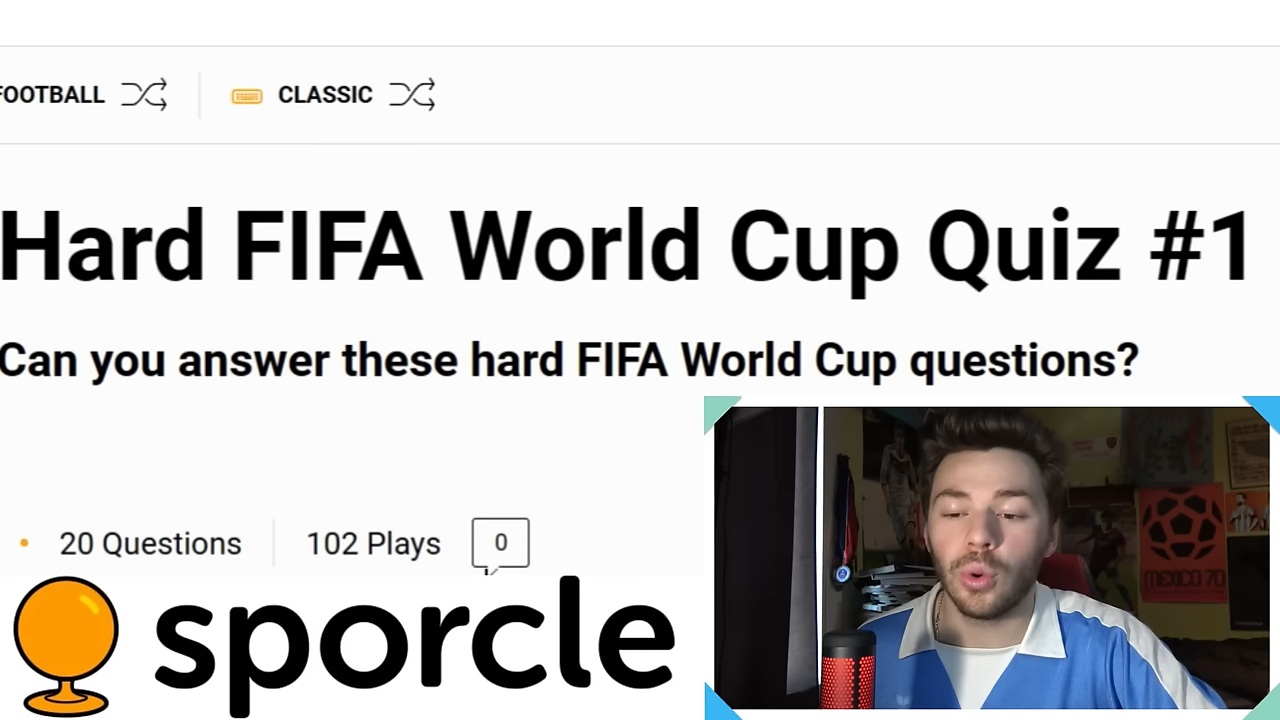 FOOTBALL
CLASSIC
Hard FIFA World Cup Quiz #1
Can you answer these hard FIFA World Cup questions?
20 Questions
102 Plays
0
sporcle
MEXICO 70